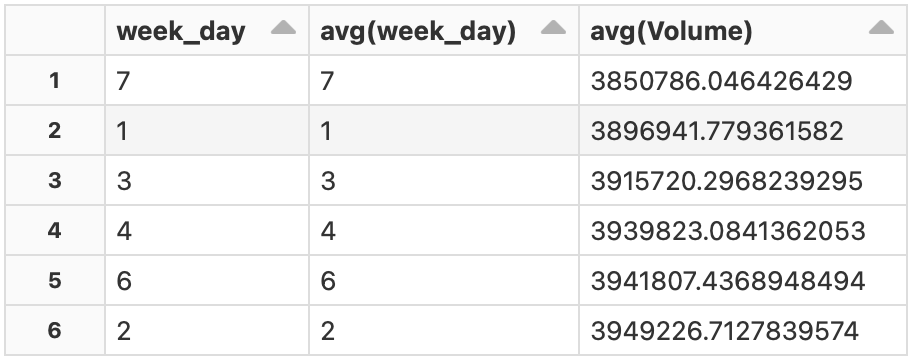 week_day avg(week_day) avg(Volume)
1 7 7 3850786.046426429
2 1 1 3896941.779361582
3 3 3 3915720.2968239295
4 4 4 3939823.0841362053
5 6 6 3941807.4368948494
6 2 2 3949226.7127839574